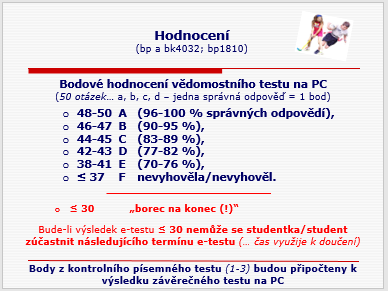 Hodnocení
(bp a bk4032; bp1810)
Bodové hodnocení vědomostního testu na PC
(50 otázek... a, b, c, d – jedna správná odpověď = 1 bod)
o 48-50 A (96-100 % správných odpovědí),
o 46-47 B (90-95 %),
o 44-45 C (83-89 %),
o 42-43 D (77-82 %),
o 38-41 E (70-76 %),
o ≤ 37 F nevyhověla/nevyhověl.
o ≤ 30 „borec na konec (!)“
Bude-li výsledek e-testu ≤ 30 nemůže se studentka/student
zúčastnit následujícího termínu e-testu (... čas využije k doučení)
Body z kontrolního písemného testu (1-3) budou připočteny k
výsledku závěrečného testu na PC